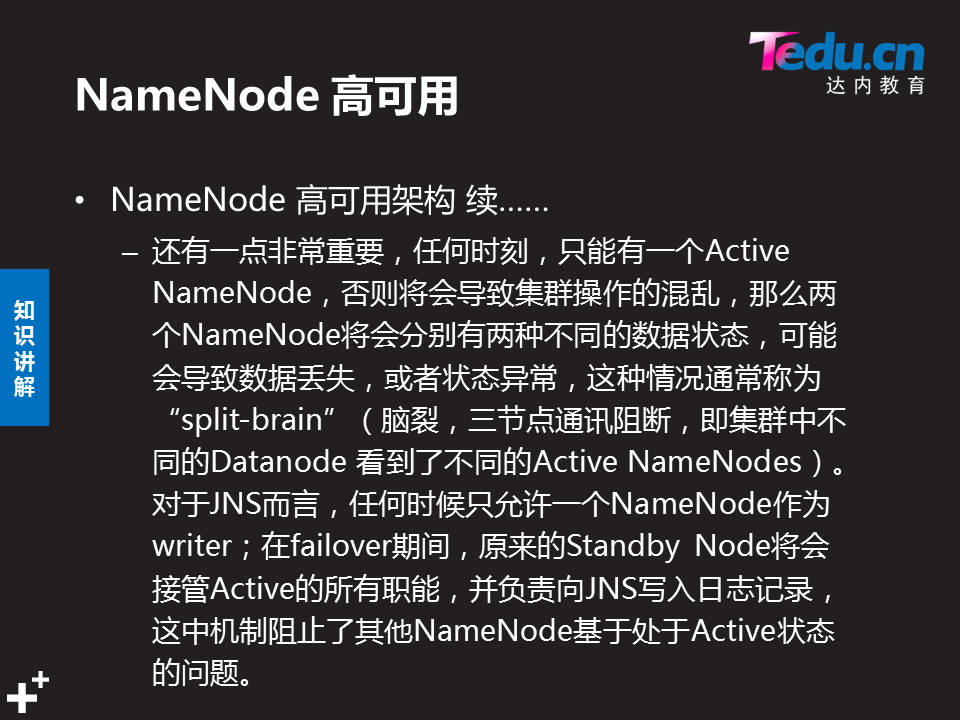 Tedu.cn
达内教育
NameNode 高可用
• NameNode 高可用架构 续……
– 还有一点非常重要，任何时刻，只能有一个Active
NameNode，否则将会导致集群操作的混乱，那么两
个NameNode将会分别有两种不同的数据状态，可能
会导致数据丢失，或者状态异常，这种情况通常称为
“split-brain”（脑裂，三节点通讯阻断，即集群中不
同的Datanode 看到了不同的Active NameNodes）。
对于JNS而言，任何时候只允许一个NameNode作为
writer；在failover期间，原来的Standby Node将会
接管Active的所有职能，并负责向JNS写入日志记录，
这中机制阻止了其他NameNode基于处于Active状态
的问题。
知识讲解